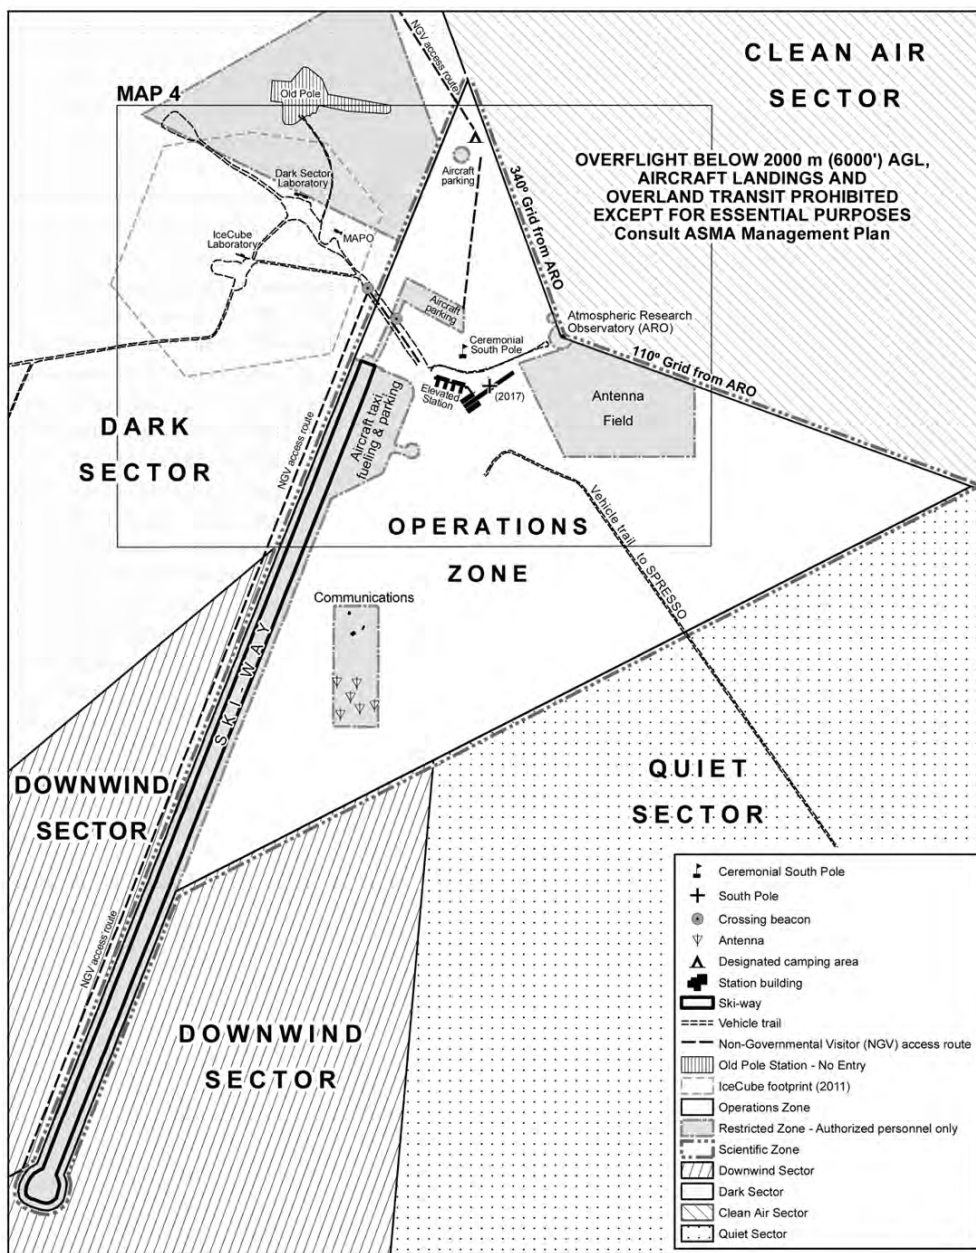 NGV access route
CLEAN AIR
SECTOR
MAP 4
Old Pole
Aircraft
parking
340º Grid from ARO
OVERFLIGHT BELOW 2000 m (6000') AGL,
AIRCRAFT LANDINGS AND
OVERLAND TRANSIT PROHIBITED
EXCEPT FOR ESSENTIAL PURPOSES
Consult ASMA Management Plan
Dark Sector
Laboratory
MAPO
IceCube
Laboratory
Aircraft
parking
Atmospheric Research
Observatory (ARO)
Ceremonial
South Pole
110º Grid from ARO
Elevated
Station
(2017)
Antenna
Field
Aircraft taxi,
fueling & parking
NGV access route
DARK
SECTOR
OPERATIONS
ZONE
Vehicle trail to SPRESSO
Communications
SKI-WAY
DOWNWIND
SECTOR
QUIET
SECTOR
NGV access route
DOWNWIND
SECTOR
Ceremonial South Pole
South Pole
Crossing beacon
Antenna
Designated camping area
Station building
Ski-way
Vehicle trail
Non-Governmental Visitor (NGV) access route
Old Pole Station - No Entry
IceCube footprint (2011)
Operations Zone
Restricted Zone - Authorized personnel only
Scientific Zone
Downwind Sector
Dark Sector
Clean Air Sector
Quiet Sector